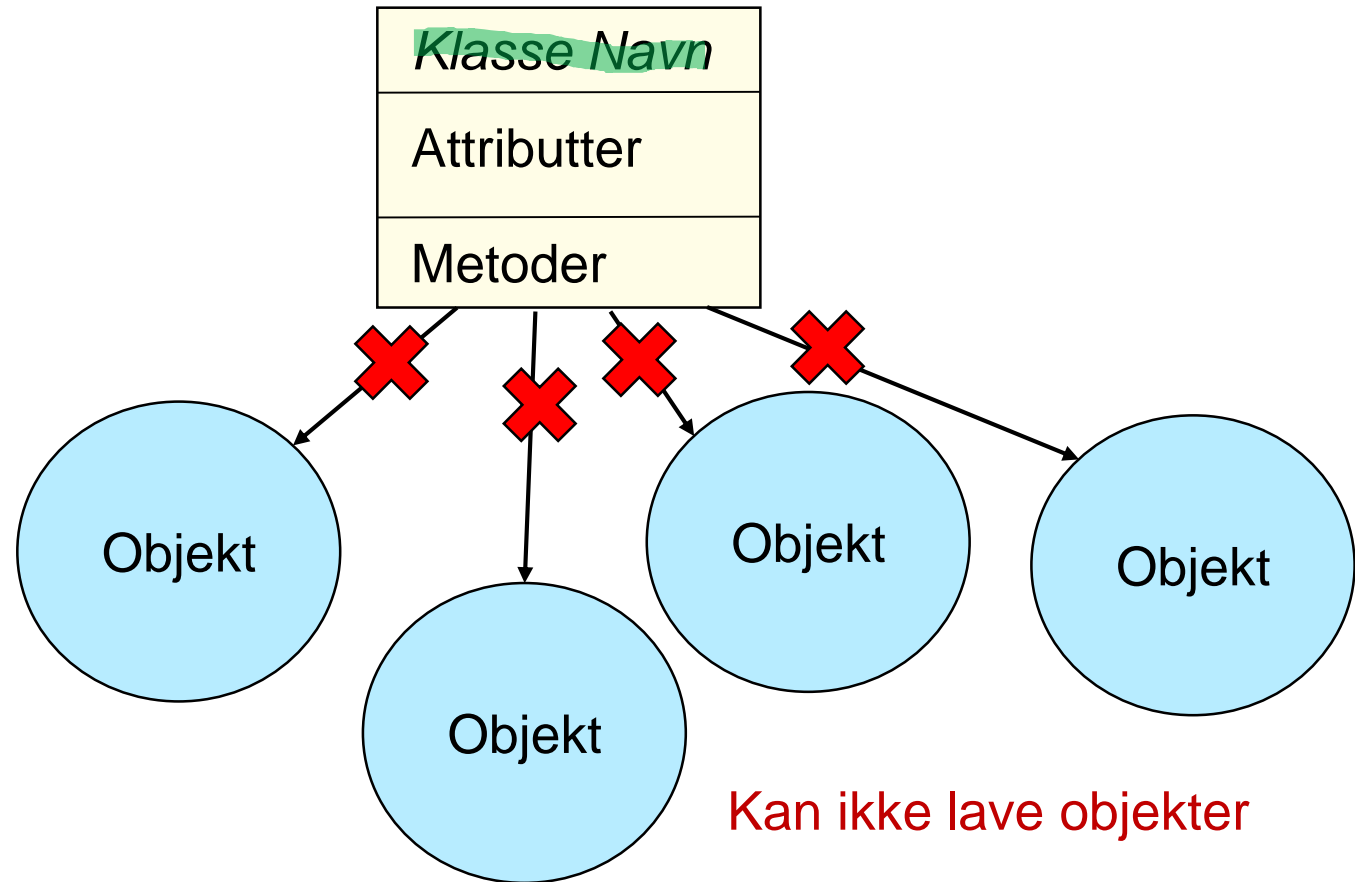 Klasse Navn
Attributter
Metoder
Objekt
Objekt
Objekt
Objekt
Kan ikke lave objekter